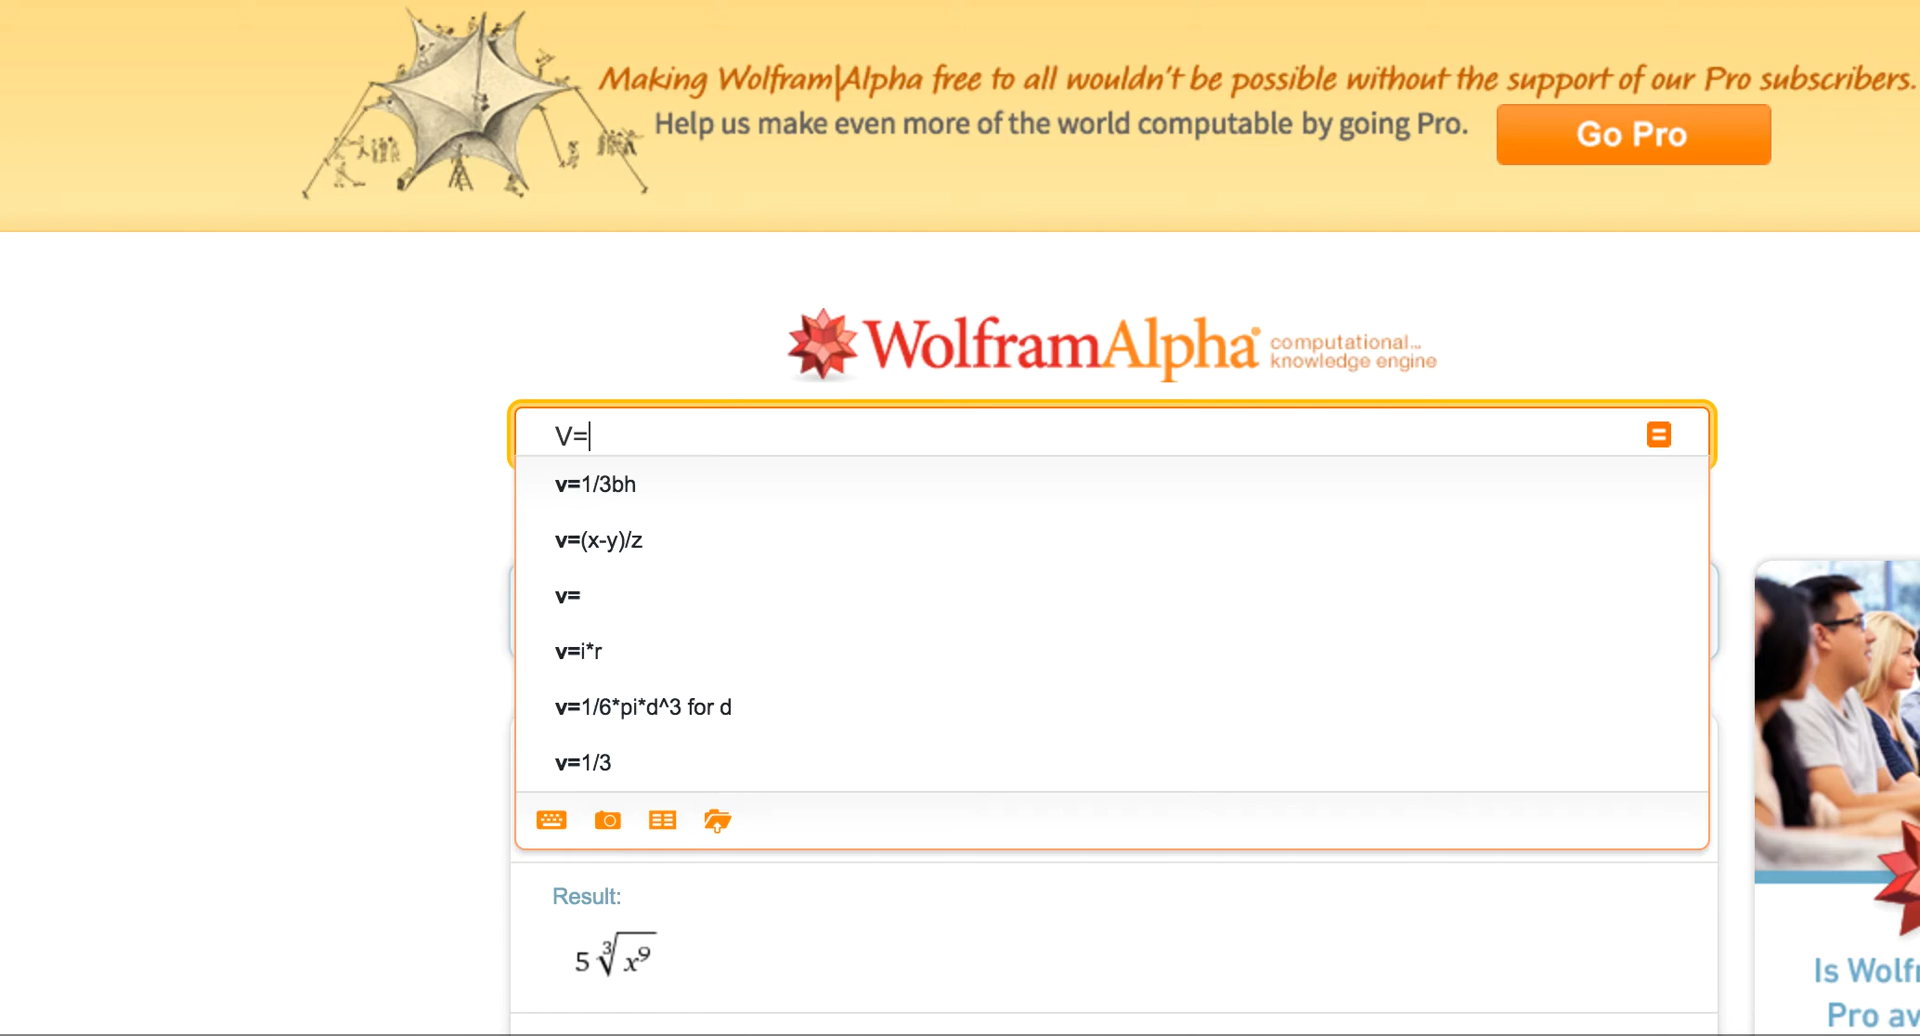 Making Wolfram|Alpha free to all wouldn't be possible without the support of our Pro subscribers.
Help us make even more of the world computable by going Pro.
Go Pro
WolframAlpha computational...
knowledge engine
V=
v=1/3bh
v=(x-y)/z
v=
v=i*r
v=1/6*pi*d^3 for d
v=1/3
Result:
5 ∛x⁹
Is
Pro